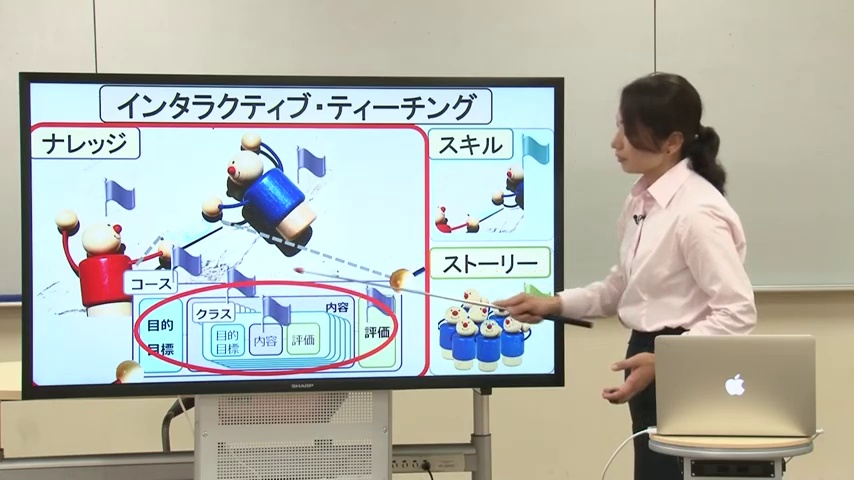 インタラクティブ・ティーチング
ナレッジ
スキル
ストーリー
コース
目的
目標
クラス
内容
目的
目標
内容
評価
評価
SHARP